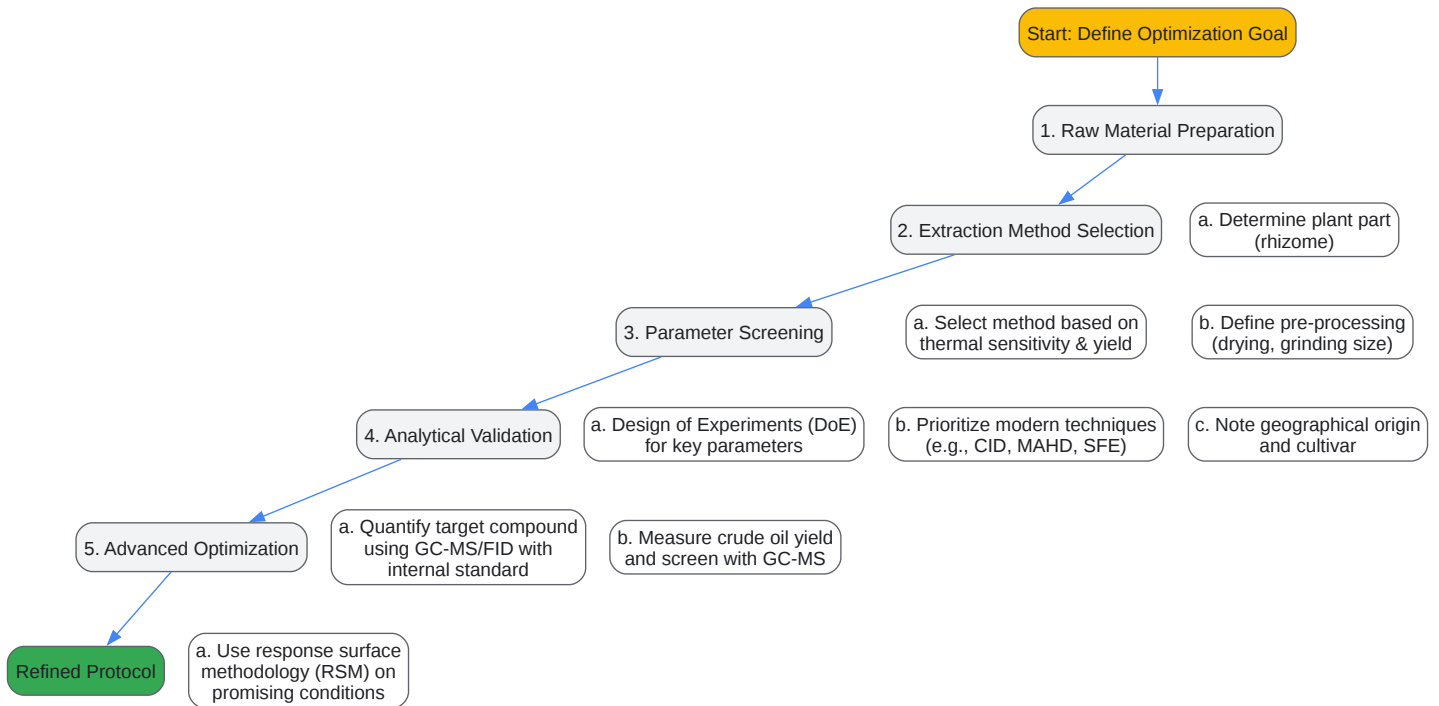 Start: Define Optimization Goal
1. Raw Material Preparation
2. Extraction Method Selection
a. Determine plant part
(rhizome)
3. Parameter Screening
a. Select method based on
thermal sensitivity & yield
b. Define pre-processing
(drying, grinding size)
4. Analytical Validation
a. Design of Experiments (DoE)
for key parameters
b. Prioritize modern techniques
(e.g., CID, MAHD, SFE)
c. Note geographical origin
and cultivar
5. Advanced Optimization
a. Quantify target compound
using GC-MS/FID with
internal standard
b. Measure crude oil yield
and screen with GC-MS
Refined Protocol
a. Use response surface
methodology (RSM) on
promising conditions